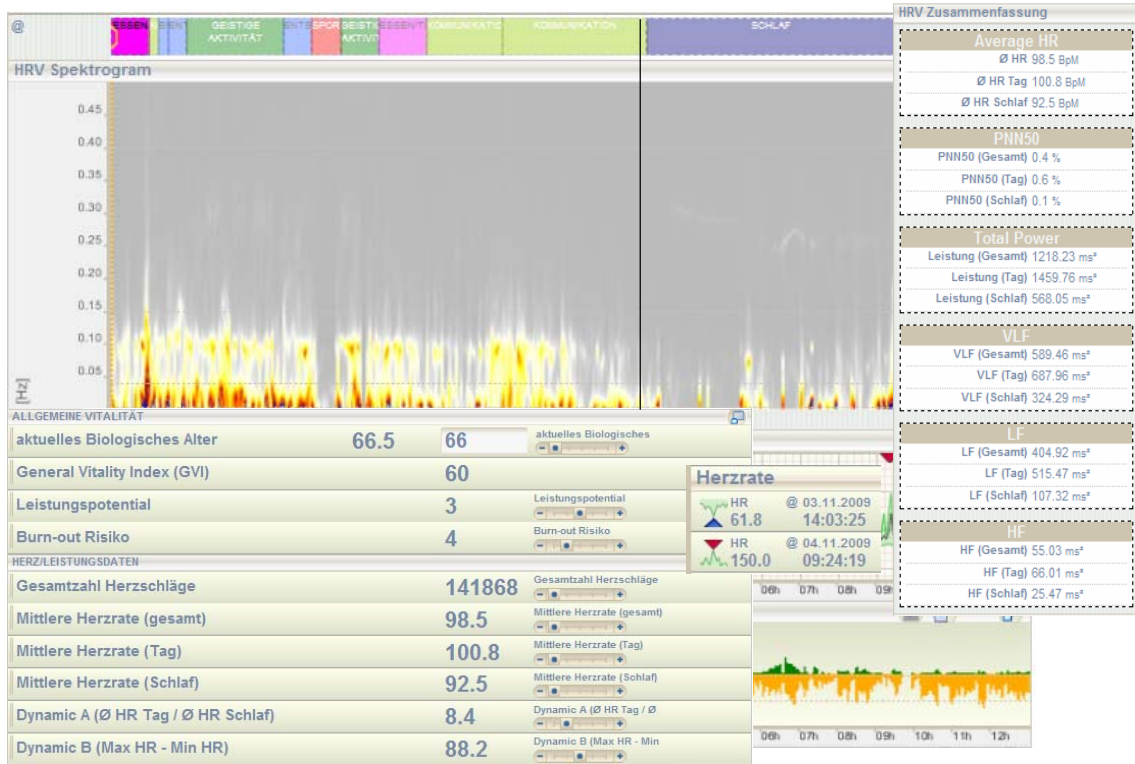 @
ESSEN
GEISTIGE
AKTIVITÄT
SPOR
KOMMUNIKATION
SCHLAF
HRV Spektrogram
0.45
0.40
0.35
0.30
0.25
0.20
0.15
0.10
0.05
[Hz]
HRV Zusammenfassung
Average HR
Ø HR 98.5 BpM
Ø HR Tag 100.8 BpM
Ø HR Schlaf 92.5 BpM
PNN50
PNN50 (Gesamt) 0.4 %
PNN50 (Tag) 0.6 %
PNN50 (Schlaf) 0.1 %
Total Power
Leistung (Gesamt) 1218.23 ms²
Leistung (Tag) 1459.76 ms²
Leistung (Schlaf) 568.05 ms²
VLF
VLF (Gesamt) 589.46 ms²
VLF (Tag) 687.96 ms²
VLF (Schlaf) 324.29 ms²
LF
LF (Gesamt) 404.92 ms²
LF (Tag) 515.47 ms²
LF (Schlaf) 107.32 ms²
HF
HF (Gesamt) 55.03 ms²
HF (Tag) 66.01 ms²
HF (Schlaf) 25.47 ms²
ALLGEMEINE VITALITÄT
aktuelles Biologisches Alter 66.5 66 aktuelles Biologisches
General Vitality Index (GVI) 60
Leistungspotential 3 Leistungspotential
Burn-out Risiko 4 Burn-out Risiko
HERZ/LEISTUNGSDATEN
Gesamtzahl Herzschläge 141868 Gesamtzahl Herzschläge
Mittlere Herzrate (gesamt) 98.5 Mittlere Herzrate (gesamt)
Mittlere Herzrate (Tag) 100.8 Mittlere Herzrate (Tag)
Mittlere Herzrate (Schlaf) 92.5 Mittlere Herzrate (Schlaf)
Dynamic A (Ø HR Tag / Ø HR Schlaf) 8.4 Dynamic A (Ø HR Tag / Ø
Dynamic B (Max HR - Min HR) 88.2 Dynamic B (Max HR - Min
Herzrate
HR @ 03.11.2009
61.8 14:03:25
HR @ 04.11.2009
150.0 09:24:19
06h 07h 08h 09h
06h 07h 08h 09h 10h 11h 12h